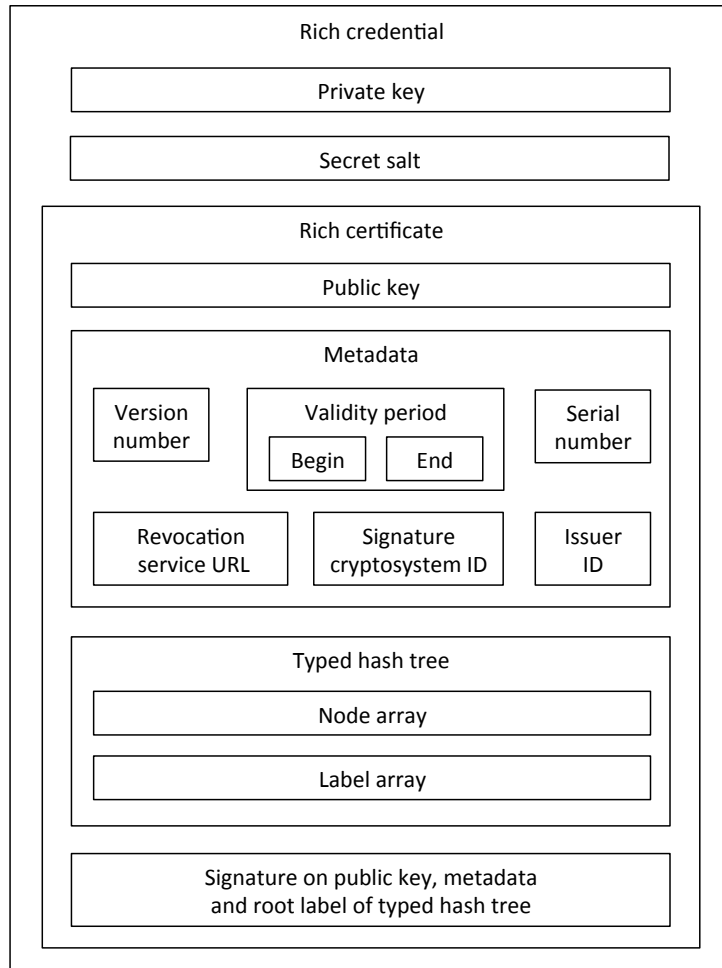 Rich credential
Private key
Secret salt
Rich certificate
Public key
Metadata
Version
number
Validity period
Begin
End
Serial
number
Revocation
service URL
Signature
cryptosystem ID
Issuer
ID
Typed hash tree
Node array
Label array
Signature on public key, metadata
and root label of typed hash tree